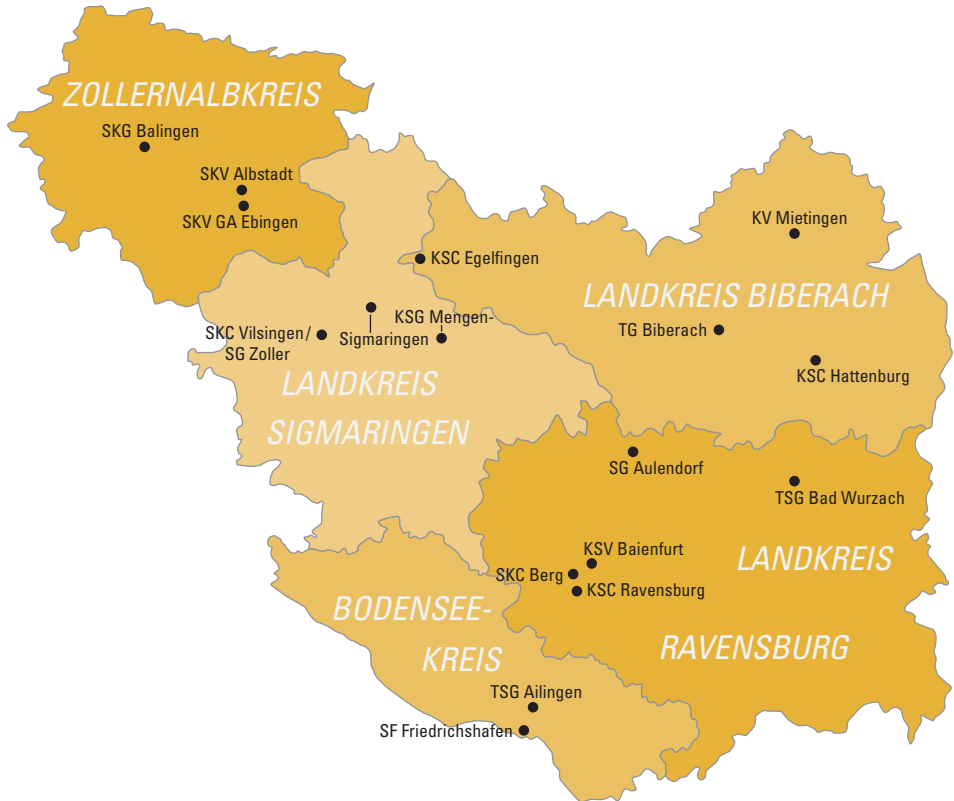 ZOLLERNALBKREIS
SKG Balingen
SKV Albstadt
SKV GA Ebingen
KV Mietingen
KSC Egelfingen
LANDKREIS BIBERACH
KSG Mengen-
SKC Vilsingen/
SG Zoller
Sigmaringen
TG Biberach
KSC Hattenburg
LANDKREIS
SIGMARINGEN
SG Aulendorf
TSG Bad Wurzach
KSV Baienfurt
SKC Berg
KSC Ravensburg
LANDKREIS
RAVENSBURG
BODENSEE-
KREIS
TSG Ailingen
SF Friedrichshafen